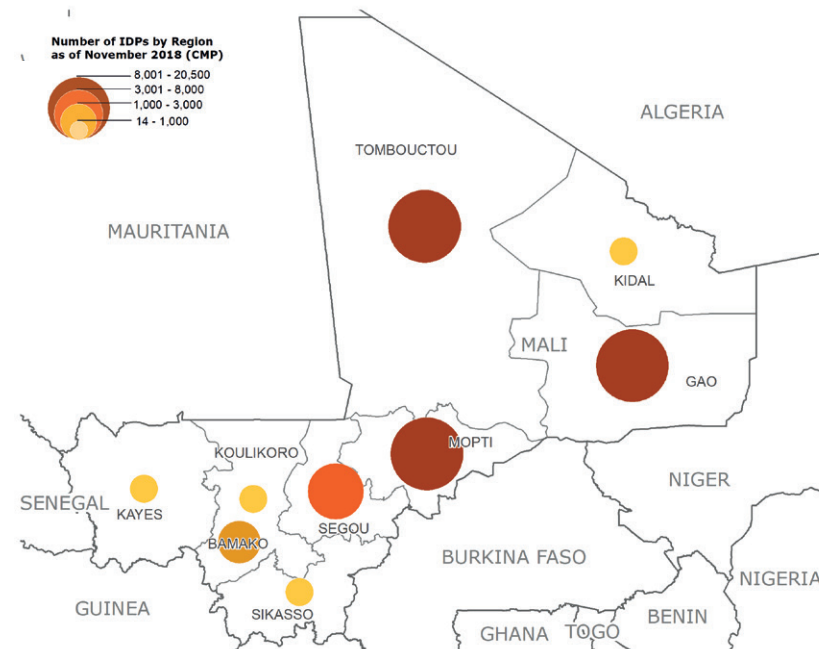 Number of IDPs by Region
as of November 2018 (CMP)
8,001 - 20,500
3,001 - 8,000
1,000 - 3,000
14 - 1,000
ALGERIA
TOMBOUCTOU
MAURITANIA
KIDAL
MALI
GAO
MOPTI
KOULIKORO
NIGER
SENEGAL
KAYES
SEGOU
BAMAKO
BURKINA FASO
NIGERIA
SIKASSO
GUINEA
BENIN
GHANA
TOGO